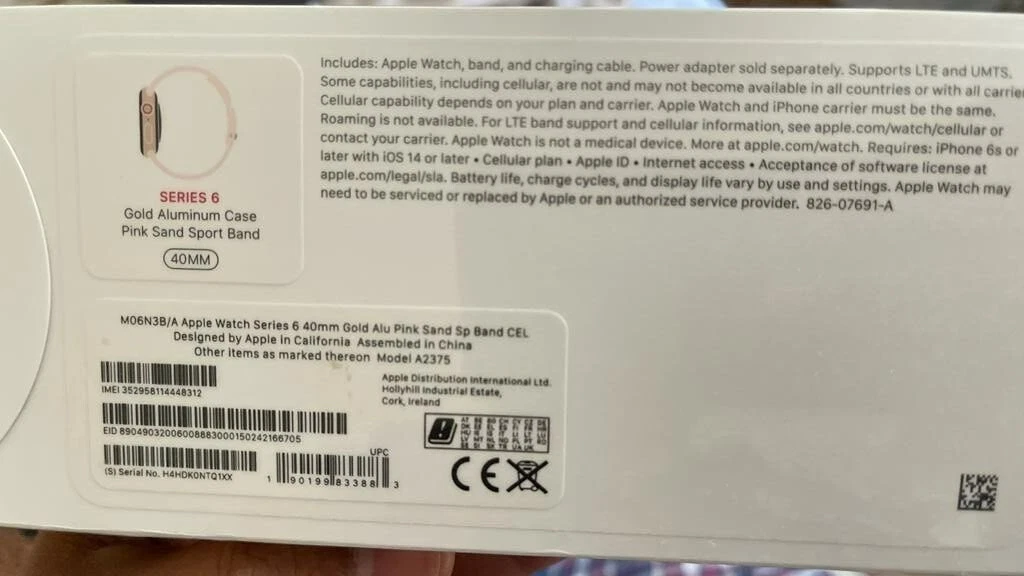 SERIES 6
Gold Aluminum Case
Pink Sand Sport Band
40MM
Includes: Apple Watch, band, and charging cable. Power adapter sold separately. Supports LTE and UMTS.
Some capabilities, including cellular, are not and may not become available in all countries or with all carrier
Cellular capability depends on your plan and carrier. Apple Watch and iPhone carrier must be the same.
Roaming is not available. For LTE band support and cellular information, see apple.com/watch/cellular or
contact your carrier. Apple Watch is not a medical device. More at apple.com/watch. Requires: iPhone 6s or
later with iOS 14 or later • Cellular plan • Apple ID • Internet access • Acceptance of software license at
apple.com/legal/sla. Battery life, charge cycles, and display life vary by use and settings. Apple Watch may
need to be serviced or replaced by Apple or an authorized service provider. 826-07691-A
M06N3B/A Apple Watch Series 6 40mm Gold Alu Pink Sand Sp Band CEL
Designed by Apple in California Assembled in China
Other items as marked thereon Model A2375
IMEI 352958114448312
EID 89049032006008883000150242166705
(S) Serial No. H4HDK0NTQ1XX
UPC
1 90199 83388 3
Apple Distribution International Ltd.
Hollyhill Industrial Estate,
Cork, Ireland
CE